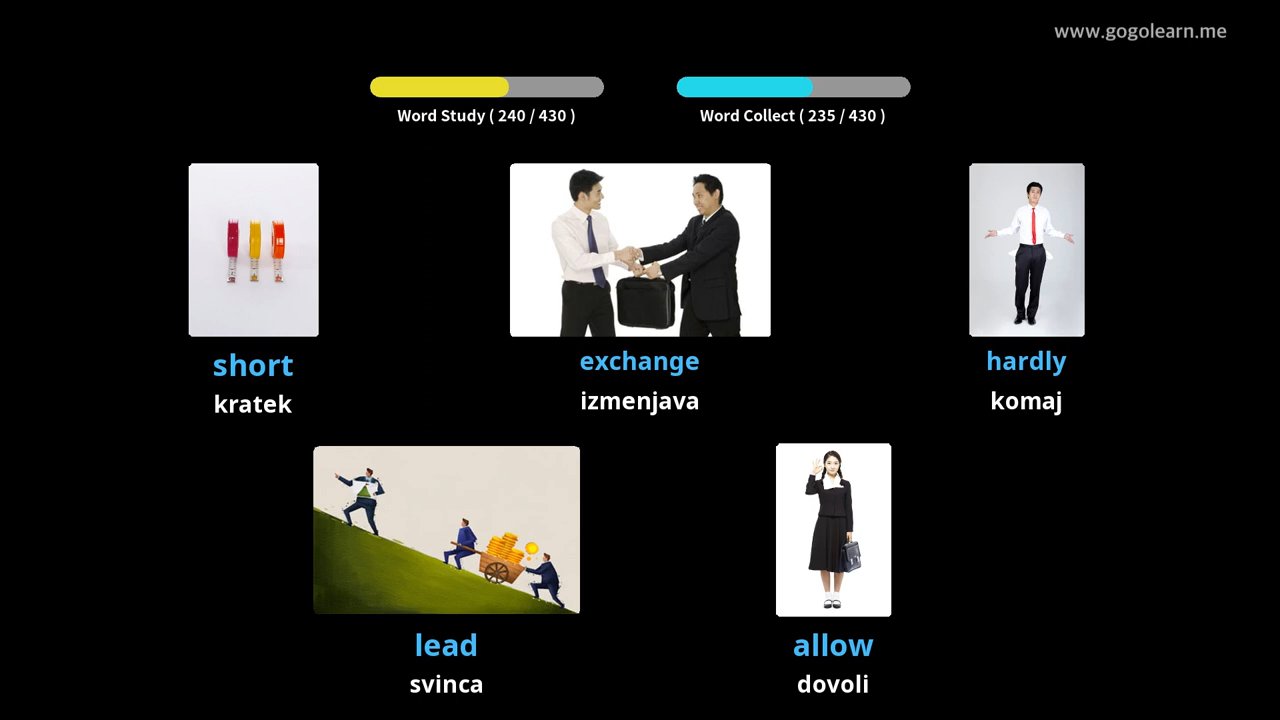 www.gogolearn.me
Word Study ( 240 / 430 )
Word Collect ( 235 / 430 )
short
kratek
exchange
izmenjava
hardly
komaj
lead
svinca
allow
dovoli